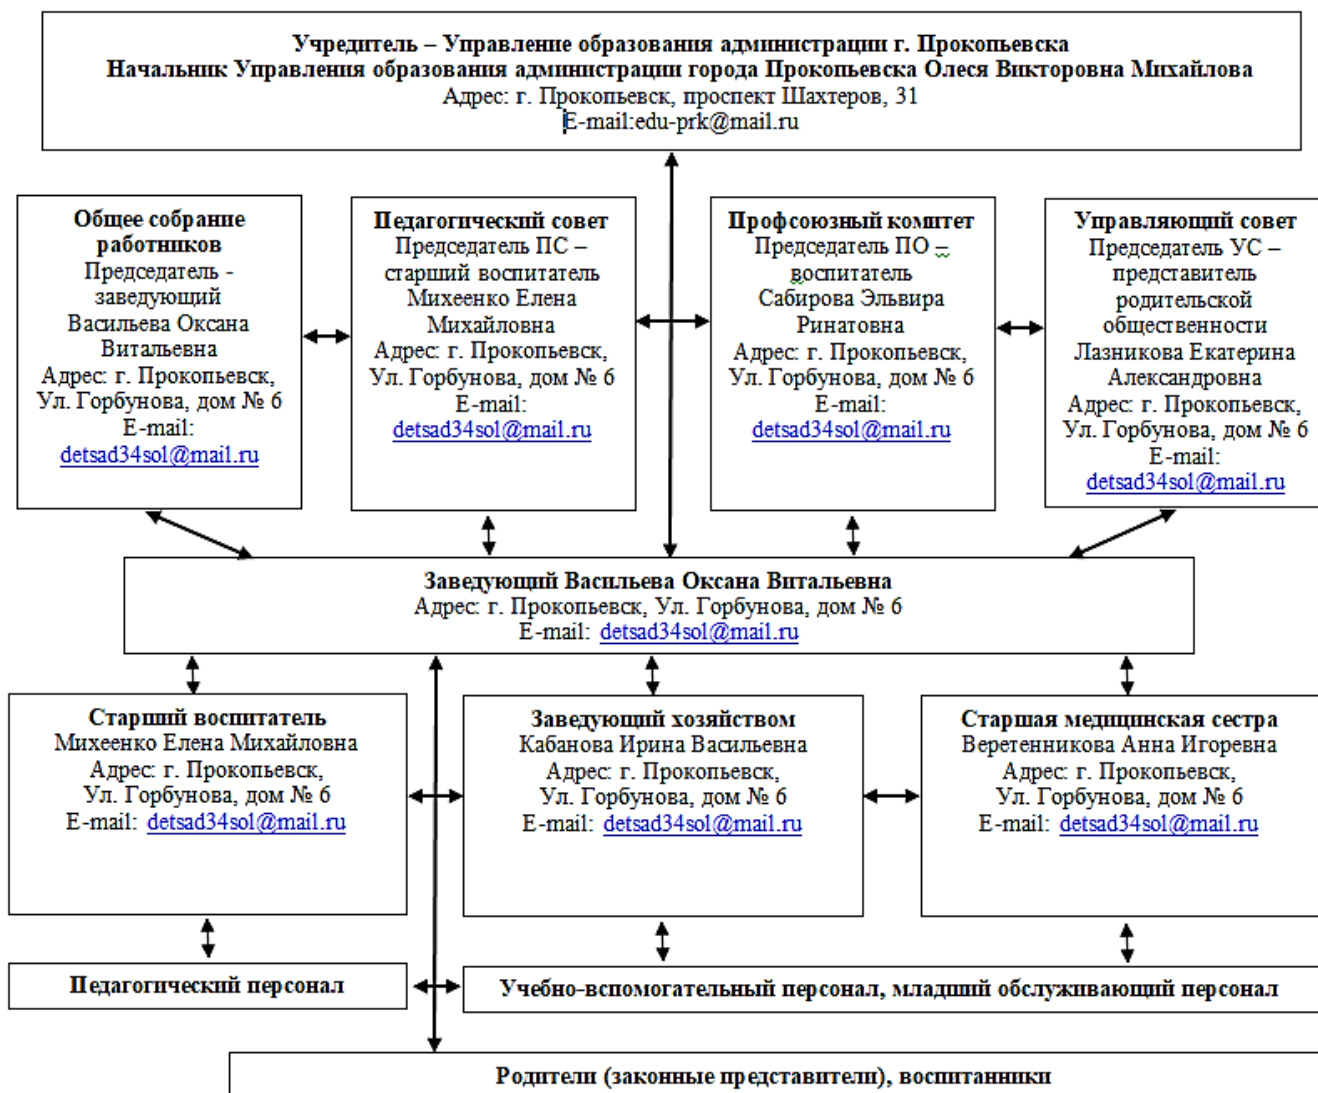 Учредитель – Управление образования администрации г. Прокопьевска
Начальник Управления образования администрации города Прокопьевска Олеся Викторовна Михайлова
Адрес: г. Прокопьевск, проспект Шахтеров, 31
E-mail:edu-prk@mail.ru
Общее собрание
работников
Председатель -
заведующий
Васильева Оксана
Витальевна
Адрес: г. Прокопьевск,
Ул. Горбунова, дом № 6
E-mail:
detsad34sol@mail.ru
Педагогический совет
Председатель ПС –
старший воспитатель
Михеенко Елена
Михайловна
Адрес: г. Прокопьевск,
Ул. Горбунова, дом № 6
E-mail:
detsad34sol@mail.ru
Профсоюзный комитет
Председатель ПО –
воспитатель
Сабирова Эльвира
Ринатовна
Адрес: г. Прокопьевск,
Ул. Горбунова, дом № 6
E-mail:
detsad34sol@mail.ru
Управляющий совет
Председатель УС –
представитель
родительской
общественности
Лазникова Екатерина
Александровна
Адрес: г. Прокопьевск,
Ул. Горбунова, дом № 6
E-mail:
detsad34sol@mail.ru
Заведующий Васильева Оксана Витальевна
Адрес: г. Прокопьевск, Ул. Горбунова, дом № 6
E-mail: detsad34sol@mail.ru
Старший воспитатель
Михеенко Елена Михайловна
Адрес: г. Прокопьевск,
Ул. Горбунова, дом № 6
E-mail: detsad34sol@mail.ru
Заведующий хозяйством
Кабанова Ирина Васильевна
Адрес: г. Прокопьевск,
Ул. Горбунова, дом № 6
E-mail: detsad34sol@mail.ru
Старшая медицинская сестра
Веретенникова Анна Игоревна
Адрес: г. Прокопьевск,
Ул. Горбунова, дом № 6
E-mail: detsad34sol@mail.ru
Педагогический персонал
Учебно-вспомогательный персонал, младший обслуживающий персонал
Родители (законные представители), воспитанники